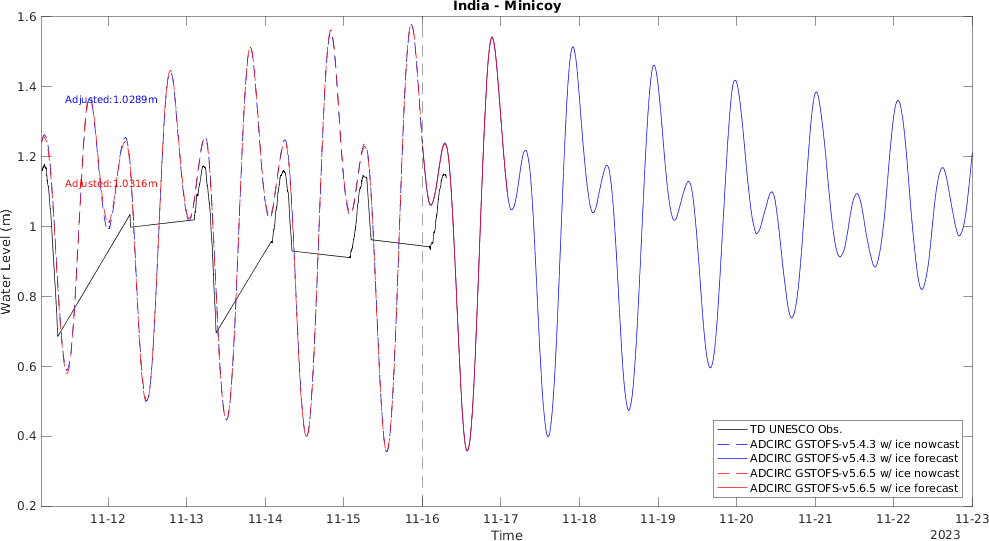 India - Minicoy
1.6
1.4
1.2
1
0.8
0.6
0.4
0.2
Water Level (m)
Adjusted:1.0289m
Adjusted:1.0316m
TD UNESCO Obs.
ADCIRC GSTOFS-v5.4.3 w/ ice nowcast
ADCIRC GSTOFS-v5.4.3 w/ ice forecast
ADCIRC GSTOFS-v5.6.5 w/ ice nowcast
ADCIRC GSTOFS-v5.6.5 w/ ice forecast
11-12 11-13 11-14 11-15 11-16 11-17 11-18 11-19 11-20 11-21 11-22 11-23
Time
2023